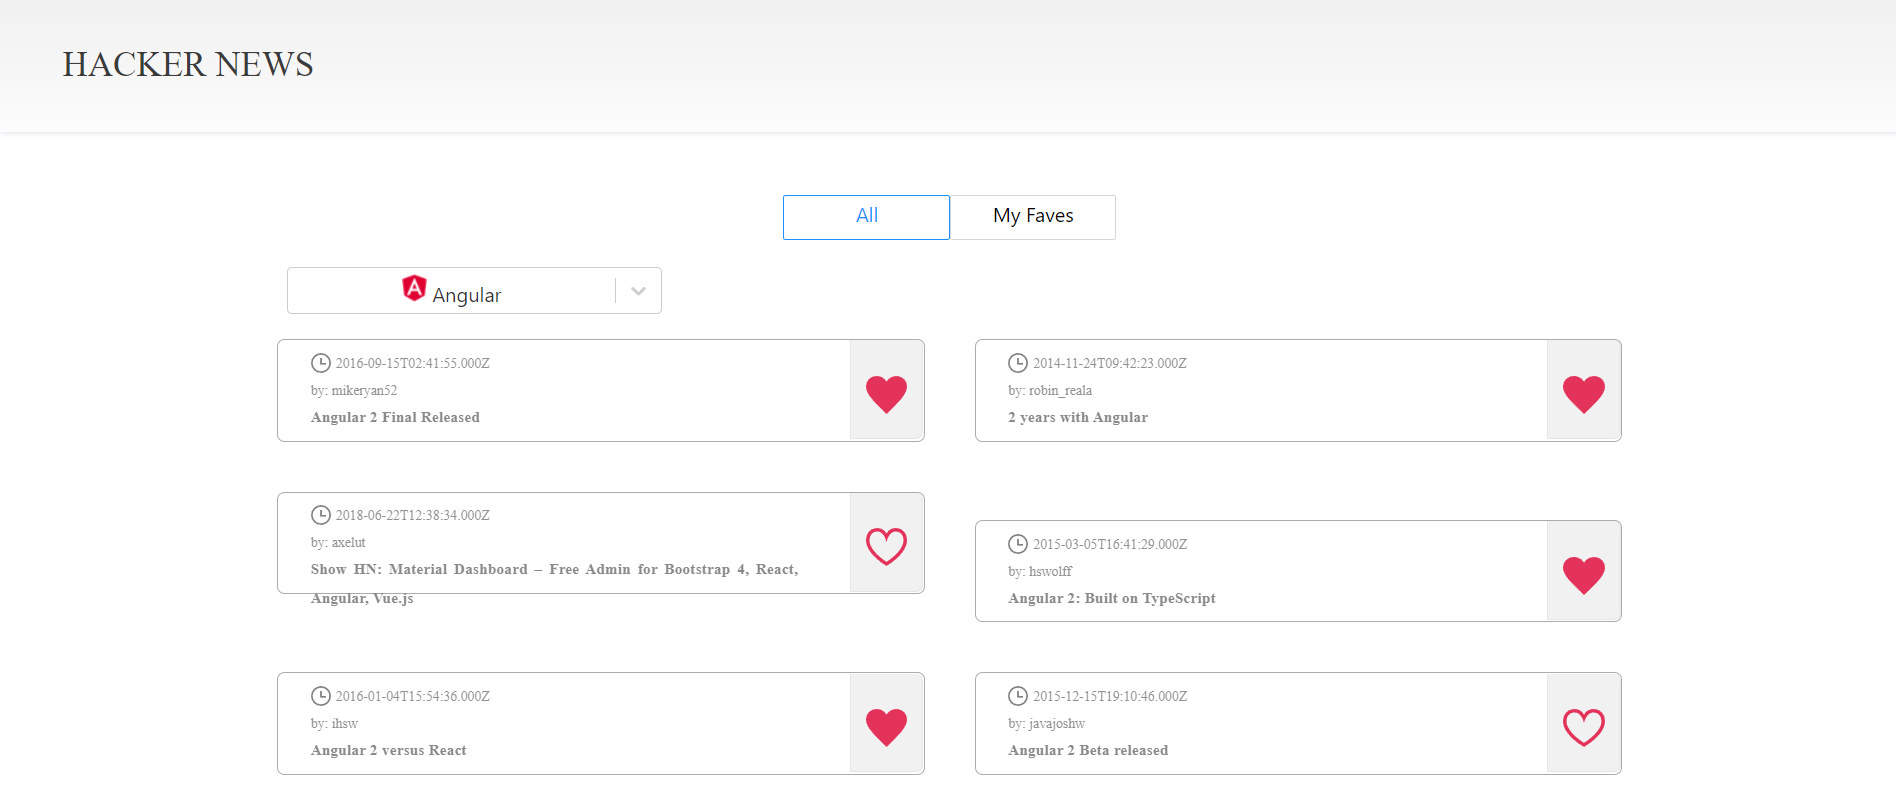 HACKER NEWS
All
My Faves
Angular
2016-09-15T02:41:55.000Z
by: mikeryan52
Angular 2 Final Released
2014-11-24T09:42:23.000Z
by: robin_reala
2 years with Angular
2018-06-22T12:38:34.000Z
by: axelut
Show HN: Material Dashboard – Free Admin for Bootstrap 4, React,
Angular, Vue.js
2015-03-05T16:41:29.000Z
by: hswolff
Angular 2: Built on TypeScript
2016-01-04T15:54:36.000Z
by: ihsw
Angular 2 versus React
2015-12-15T19:10:46.000Z
by: javajoshw
Angular 2 Beta released